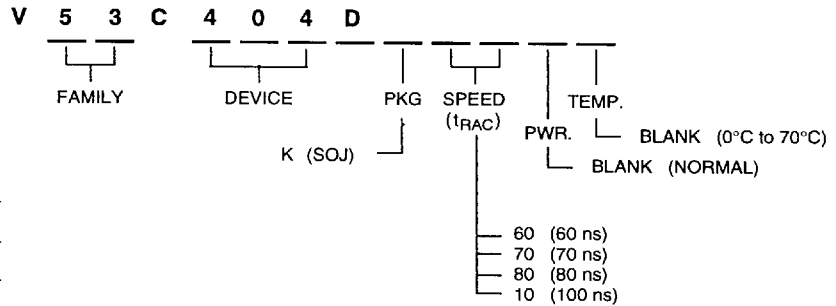 V 5 3 C 4 0 4 D
FAMILY DEVICE PKG SPEED TEMP.
(tRAC) PWR.
BLANK (0°C to 70°C)
K (SOJ) BLANK (NORMAL)
60 (60 ns)
70 (70 ns)
80 (80 ns)
10 (100 ns)